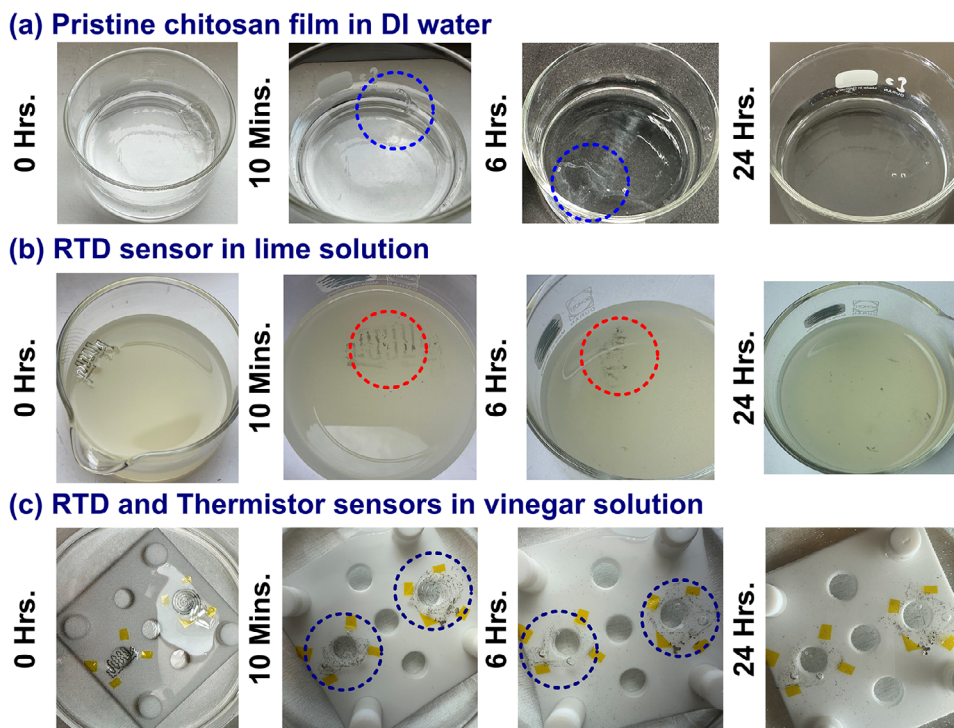 (a) Pristine chitosan film in DI water
0 Hrs.
10 Mins.
6 Hrs.
24 Hrs.
(b) RTD sensor in lime solution
0 Hrs.
10 Mins.
6 Hrs.
24 Hrs.
(c) RTD and Thermistor sensors in vinegar solution
0 Hrs.
10 Mins.
6 Hrs.
24 Hrs.